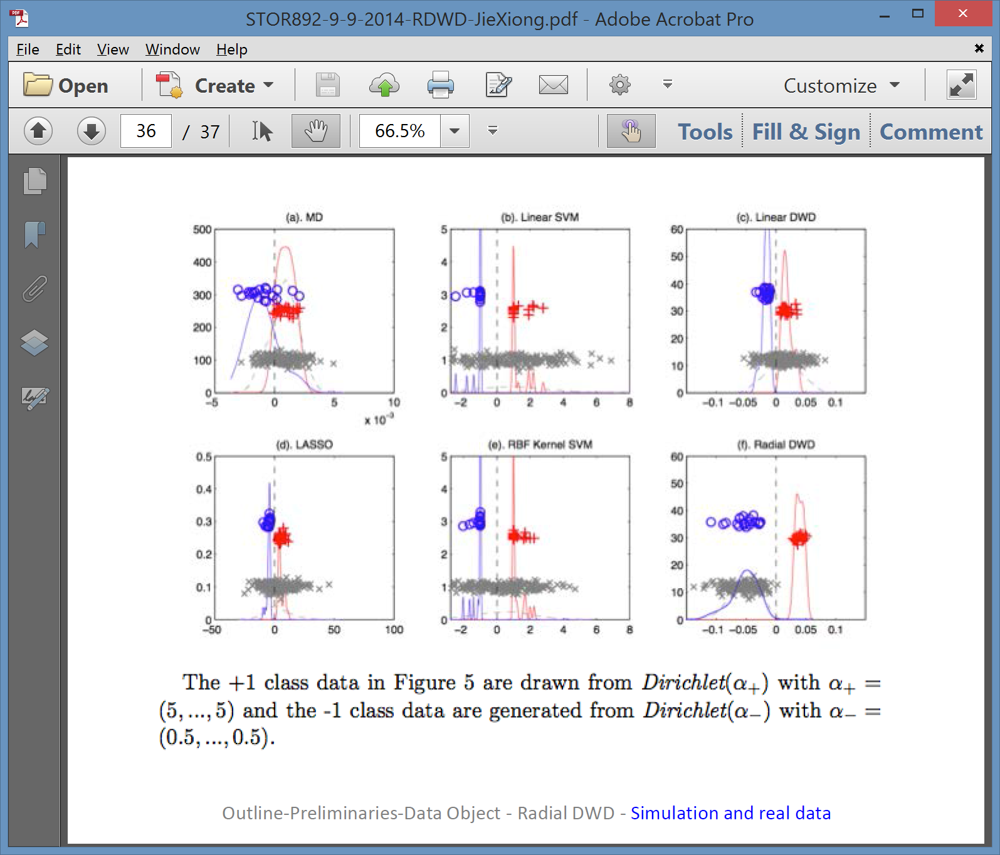 STOR892-9-9-2014-RDWD-JieXiong.pdf - Adobe Acrobat Pro
File Edit View Window Help
Open Create Customize
36 / 37 66.5% Tools Fill & Sign Comment
(a). MD
500
400
300
200
100
0
-5 0 5 10
x 10⁻³
(b). Linear SVM
5
4
3
2
1
0
-2 0 2 4 6 8
(c). Linear DWD
60
50
40
30
20
10
0
-0.1 -0.05 0 0.05 0.1
(d). LASSO
0.5
0.4
0.3
0.2
0.1
0
-50 0 50 100
(e). RBF Kernel SVM
5
4
3
2
1
0
-2 0 2 4 6 8
(f). Radial DWD
60
50
40
30
20
10
0
-0.1 -0.05 0 0.05 0.1
The +1 class data in Figure 5 are drawn from Dirichlet(α₊) with α₊ =
(5, ..., 5) and the -1 class data are generated from Dirichlet(α₋) with α₋ =
(0.5, ..., 0.5).
Outline-Preliminaries-Data Object - Radial DWD - Simulation and real data